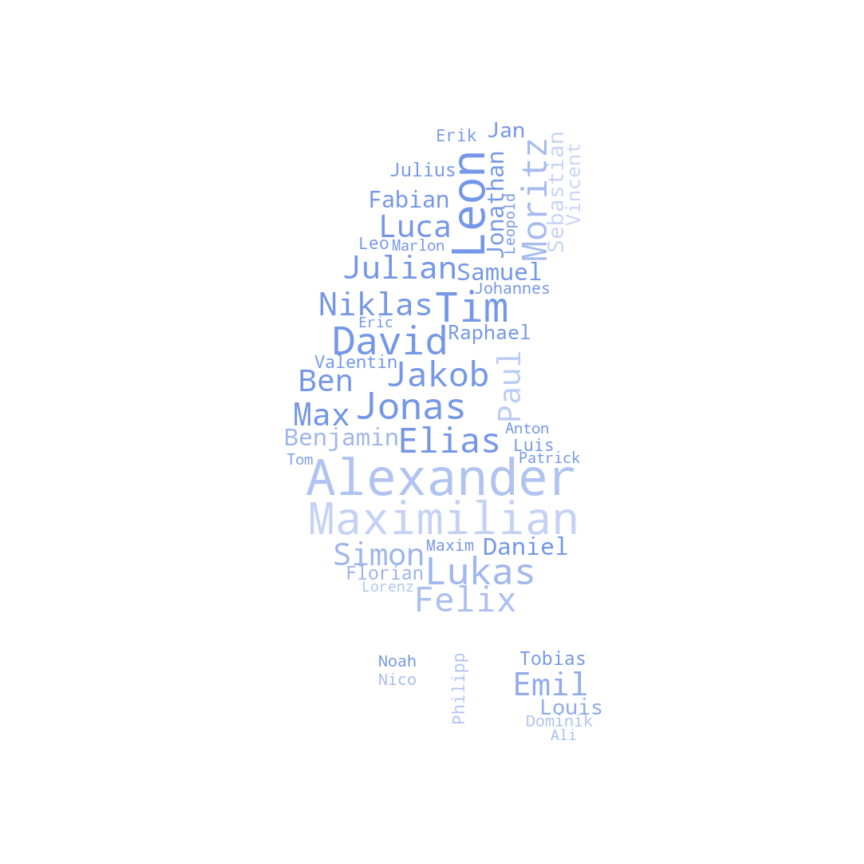 Erik
Jan
Julius
Leon
Jonathan
Leopold
Moritz
Sebastian
Vincent
Fabian
Luca
Leo
Marlon
Julian
Samuel
Johannes
Niklas
Tim
Eric
David
Raphael
Valentin
Ben
Jakob
Paul
Max
Jonas
Benjamin
Elias
Anton
Luis
Tom
Patrick
Alexander
Maximilian
Simon
Maxim
Daniel
Florian
Lukas
Lorenz
Felix
Noah
Nico
Philipp
Tobias
Emil
Louis
Dominik
Ali